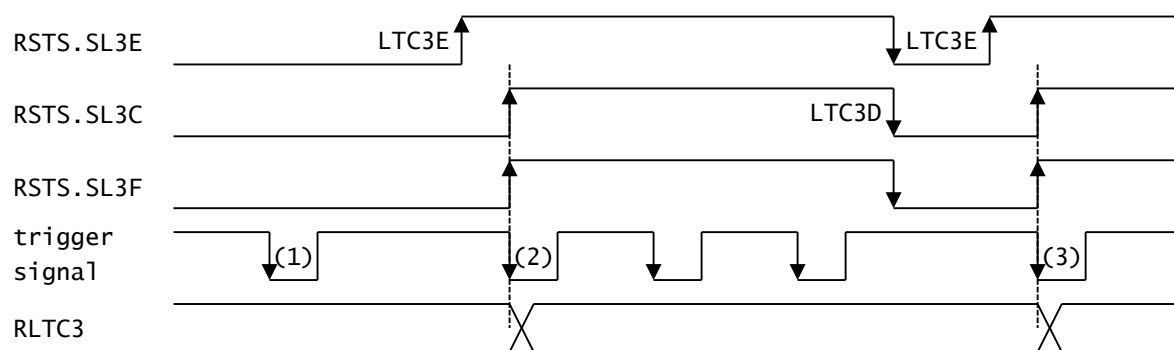 RSTS.SL3E
LTC3E
LTC3E
RSTS.SL3C
LTC3D
RSTS.SL3F
trigger
signal
(1)
(2)
(3)
RLTC3